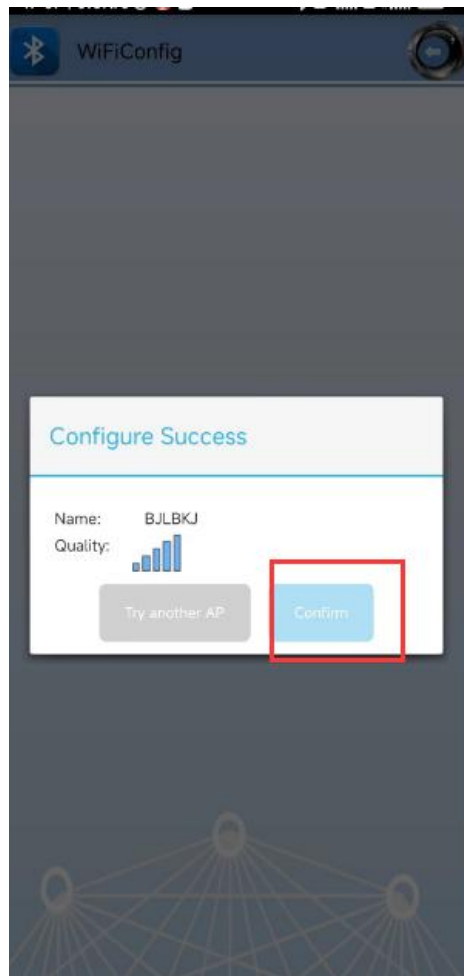 WiFiConfig
Configure Success
Name: BJLBKJ
Quality:
Try another AP Confirm